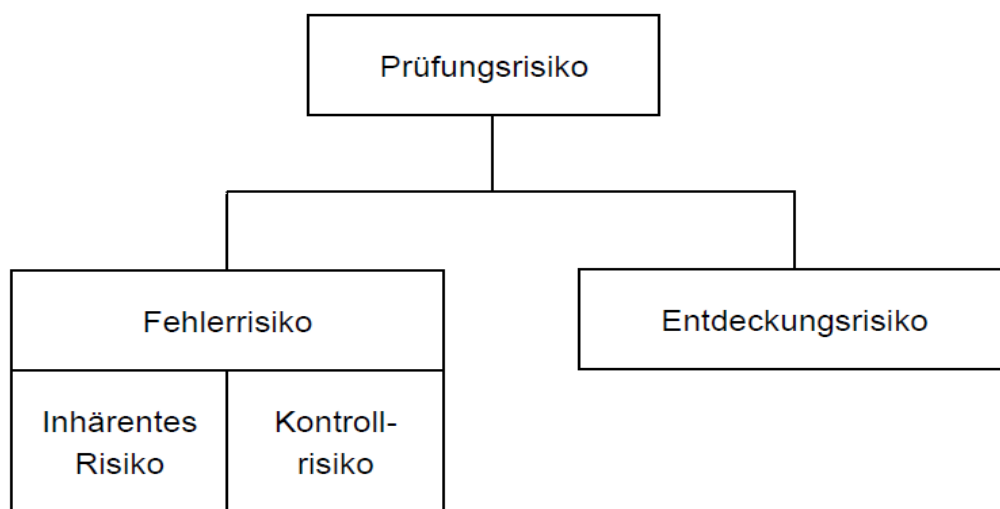 Prüfungsrisiko
Fehlerrisiko
Entdeckungsrisiko
Inhärentes
Risiko
Kontroll-
risiko